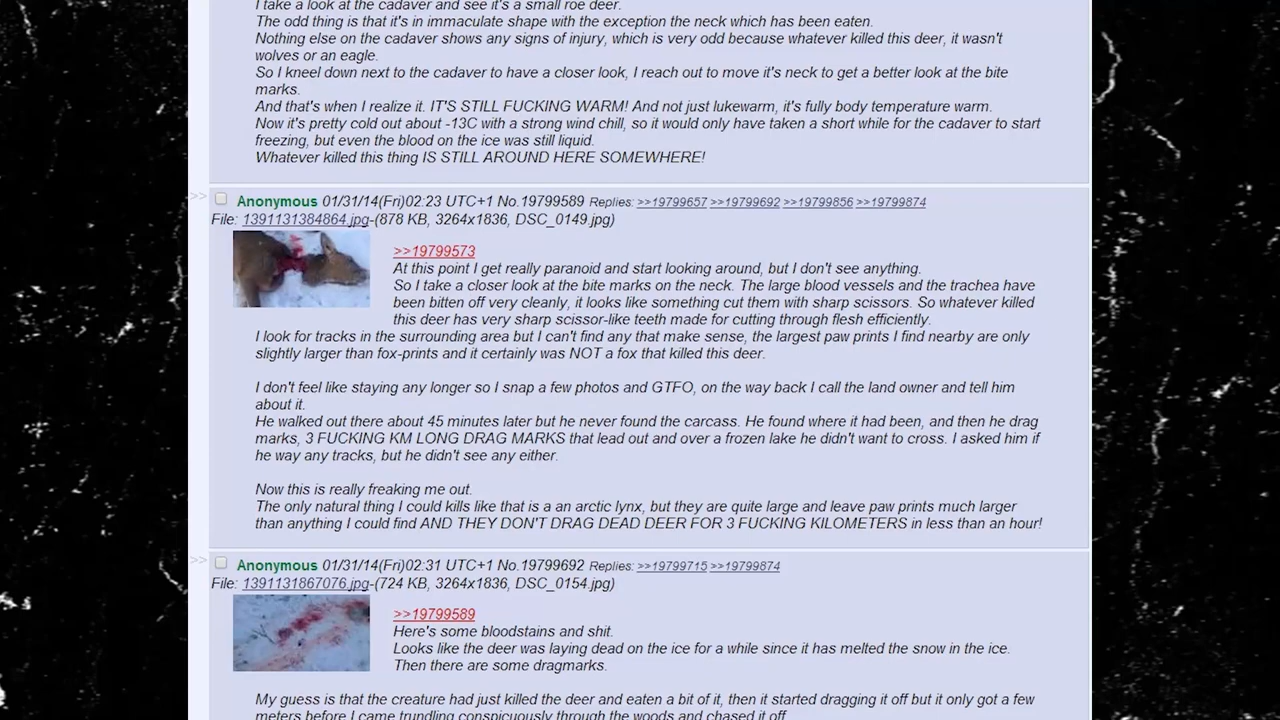 I take a look at the cadaver and see it's a small roe deer.
The odd thing is that it's in immaculate shape with the exception the neck which has been eaten.
Nothing else on the cadaver shows any signs of injury, which is very odd because whatever killed this deer, it wasn't
wolves or an eagle.
So I kneel down next to the cadaver to have a closer look, I reach out to move it's neck to get a better look at the bite
marks.
And that's when I realize it. IT'S STILL FUCKING WARM! And not just lukewarm, it's fully body temperature warm.
Now it's pretty cold out about -13C with a strong wind chill, so it would only have taken a short while for the cadaver to start
freezing, but even the blood on the ice was still liquid.
Whatever killed this thing IS STILL AROUND HERE SOMEWHERE!
>> Anonymous 01/31/14(Fri)02:23 UTC+1 No.19799589 Replies: >>19799657 >>19799692 >>19799856 >>19799874
File: 1391131384864.jpg-(878 KB, 3264x1836, DSC_0149.jpg)
>>19799573
At this point I get really paranoid and start looking around, but I don't see anything.
So I take a closer look at the bite marks on the neck. The large blood vessels and the trachea have
been bitten off very cleanly, it looks like something cut them with sharp scissors. So whatever killed
this deer has very sharp scissor-like teeth made for cutting through flesh efficiently.
I look for tracks in the surrounding area but I can't find any that make sense, the largest paw prints I find nearby are only
slightly larger than fox-prints and it certainly was NOT a fox that killed this deer.
I don't feel like staying any longer so I snap a few photos and GTFO, on the way back I call the land owner and tell him
about it.
He walked out there about 45 minutes later but he never found the carcass. He found where it had been, and then he drag
marks, 3 FUCKING KM LONG DRAG MARKS that lead out and over a frozen lake he didn't want to cross. I asked him if
he way any tracks, but he didn't see any either.
Now this is really freaking me out.
The only natural thing I could kills like that is a an arctic lynx, but they are quite large and leave paw prints much larger
than anything I could find AND THEY DON'T DRAG DEAD DEER FOR 3 FUCKING KILOMETERS in less than an hour!
>> Anonymous 01/31/14(Fri)02:31 UTC+1 No.19799692 Replies: >>19799715 >>19799874
File: 1391131867076.jpg-(724 KB, 3264x1836, DSC_0154.jpg)
>>19799589
Here's some bloodstains and shit.
Looks like the deer was laying dead on the ice for a while since it has melted the snow in the ice.
Then there are some dragmarks.
My guess is that the creature had just killed the deer and eaten a bit of it, then it started dragging it off but it only got a few
meters before I came trundling conspicuously through the woods and chased it off